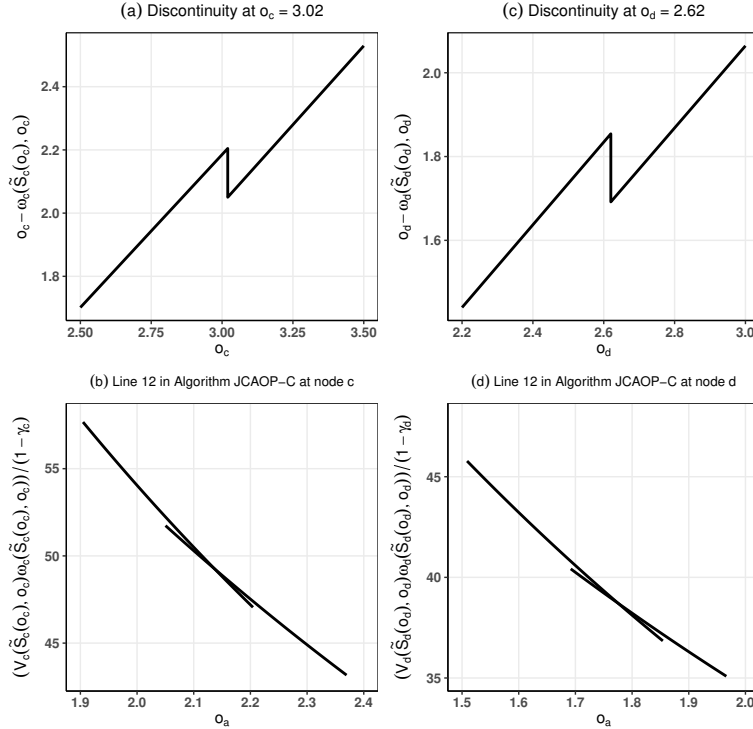 (a) Discontinuity at o_c = 3.02
o_c − ω_c(S̃_c(o_c), o_c)
2.4
2.2
2.0
1.8
2.50 2.75 3.00 3.25 3.50
o_c
(c) Discontinuity at o_d = 2.62
o_d − ω_d(S̃_d(o_d), o_d)
2.0
1.8
1.6
2.2 2.4 2.6 2.8 3.0
o_d
(b) Line 12 in Algorithm JCAOP−C at node c
(V_c(S̃_c(o_c), o_c)ω_c(S̃_c(o_c), o_c)) / (1 − γ_c)
55
50
45
1.9 2.0 2.1 2.2 2.3 2.4
o_a
(d) Line 12 in Algorithm JCAOP−C at node d
(V_d(S̃_d(o_d), o_d)ω_d(S̃_d(o_d), o_d)) / (1 − γ_d)
45
40
35
1.5 1.6 1.7 1.8 1.9 2.0
o_a